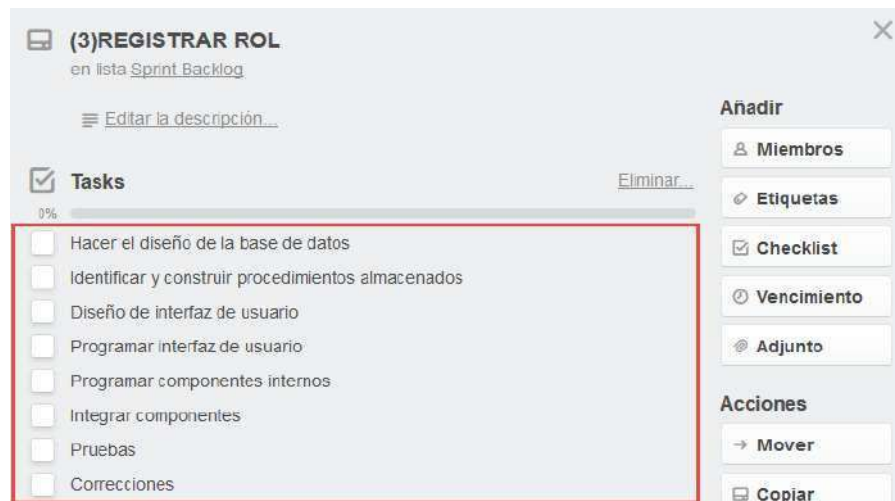 (3)REGISTRAR ROL
en lista Sprint Backlog
Editar la descripción...
Tasks
Eliminar...
0%
Hacer el diseño de la base de datos
Identificar y construir procedimientos almacenados
Diseño de interfaz de usuario
Programar interfaz de usuario
Programar componentes internos
Integrar componentes
Pruebas
Correcciones
Añadir
Miembros
Etiquetas
Checklist
Vencimiento
Adjunto
Acciones
Mover
Copiar